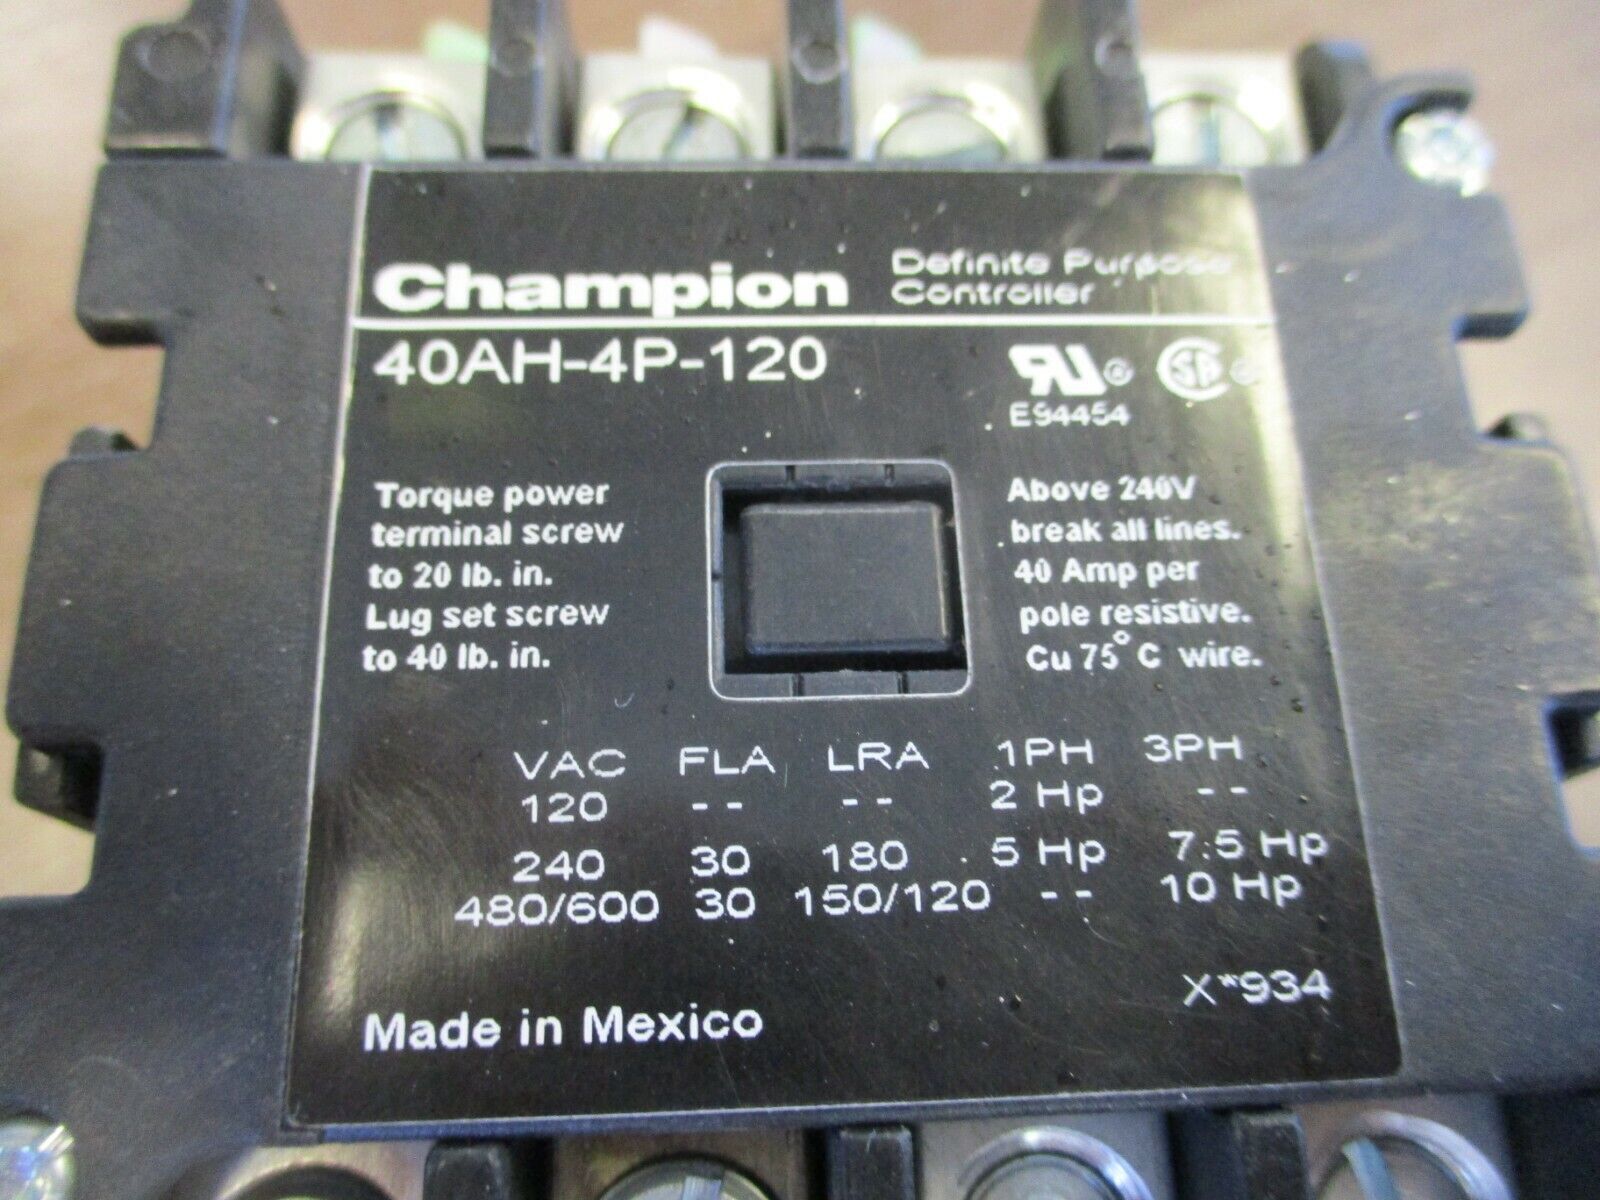 Champion
Definite Purpose
Controller
40AH-4P-120
RU ®
E94454
SA ®
Torque power
terminal screw
to 20 lb. in.
Lug set screw
to 40 lb. in.
Above 240V
break all lines.
40 Amp per
pole resistive.
Cu 75°C wire.
VAC FLA LRA 1PH 3PH
120 -- -- 2 Hp --
240 30 180 5 Hp 7.5 Hp
480/600 30 150/120 -- 10 Hp
X*934
Made in Mexico